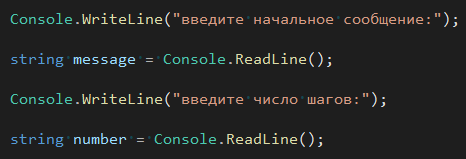 Console.WriteLine("введите начальное сообщение:");
string message = Console.ReadLine();
Console.WriteLine("введите число шагов:");
string number = Console.ReadLine();